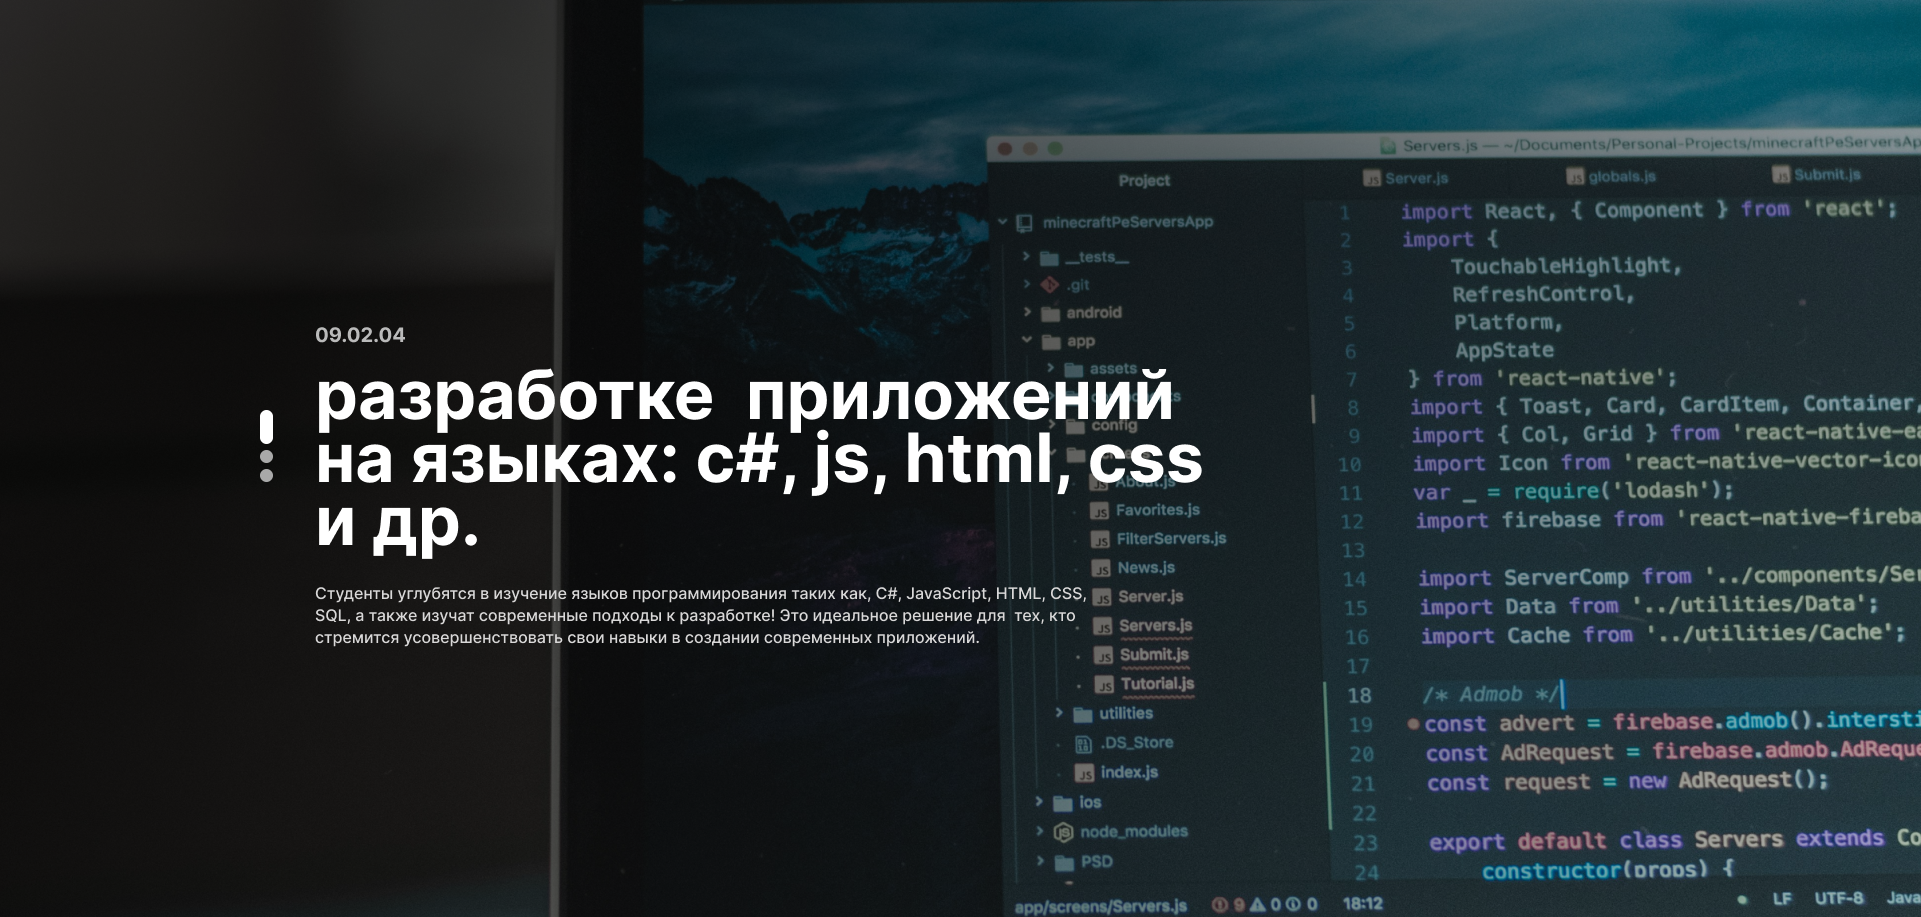 Servers.js — ~/Documents/Personal-Projects/minecraftPeServersAp
Project
Server.js
globals.js
Submit.js
minecraftPeServersApp
__tests__
.git
android
app
assets
config
About.js
Favorites.js
FilterServers.js
News.js
Server.js
Servers.js
Submit.js
Tutorial.js
utilities
.DS_Store
index.js
ios
node_modules
PSD
1 import React, { Component } from 'react';
2 import {
3 TouchableHighlight,
4 RefreshControl,
5 Platform,
6 AppState
7 } from 'react-native';
8 import { Toast, Card, CardItem, Container,
9 import { Col, Grid } from 'react-native-ea
10 import Icon from 'react-native-vector-ico
11 var _ = require('lodash');
12 import firebase from 'react-native-fireba
13
14 import ServerComp from '../components/Ser
15 import Data from '../utilities/Data';
16 import Cache from '../utilities/Cache';
17
18 /* Admob */
19 const advert = firebase.admob().intersti
20 const AdRequest = firebase.admob.AdReque
21 const request = new AdRequest();
22
23 export default class Servers extends Co
24 constructor(props) {
app/screens/Servers.js 9 0 0 18:12
LF UTF-8 Java
09.02.04
разработке приложений
на языках: c#, js, html, css
и др.
Студенты углубятся в изучение языков программирования таких как, C#, JavaScript, HTML, CSS,
SQL, а также изучат современные подходы к разработке! Это идеальное решение для тех, кто
стремится усовершенствовать свои навыки в создании современных приложений.